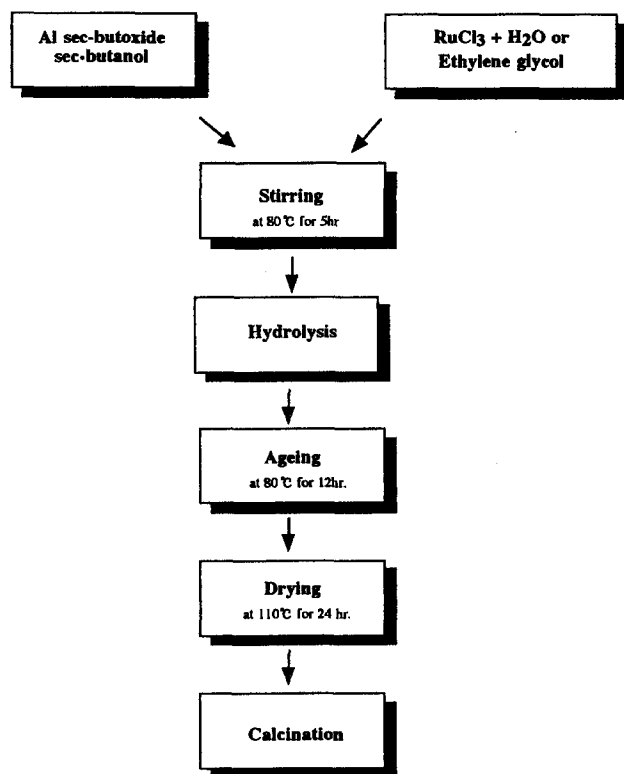 Al sec-butoxide
sec-butanol
RuCl3 + H2O or
Ethylene glycol
Stirring
at 80℃ for 5hr
Hydrolysis
Ageing
at 80℃ for 12hr.
Drying
at 110℃ for 24 hr.
Calcination